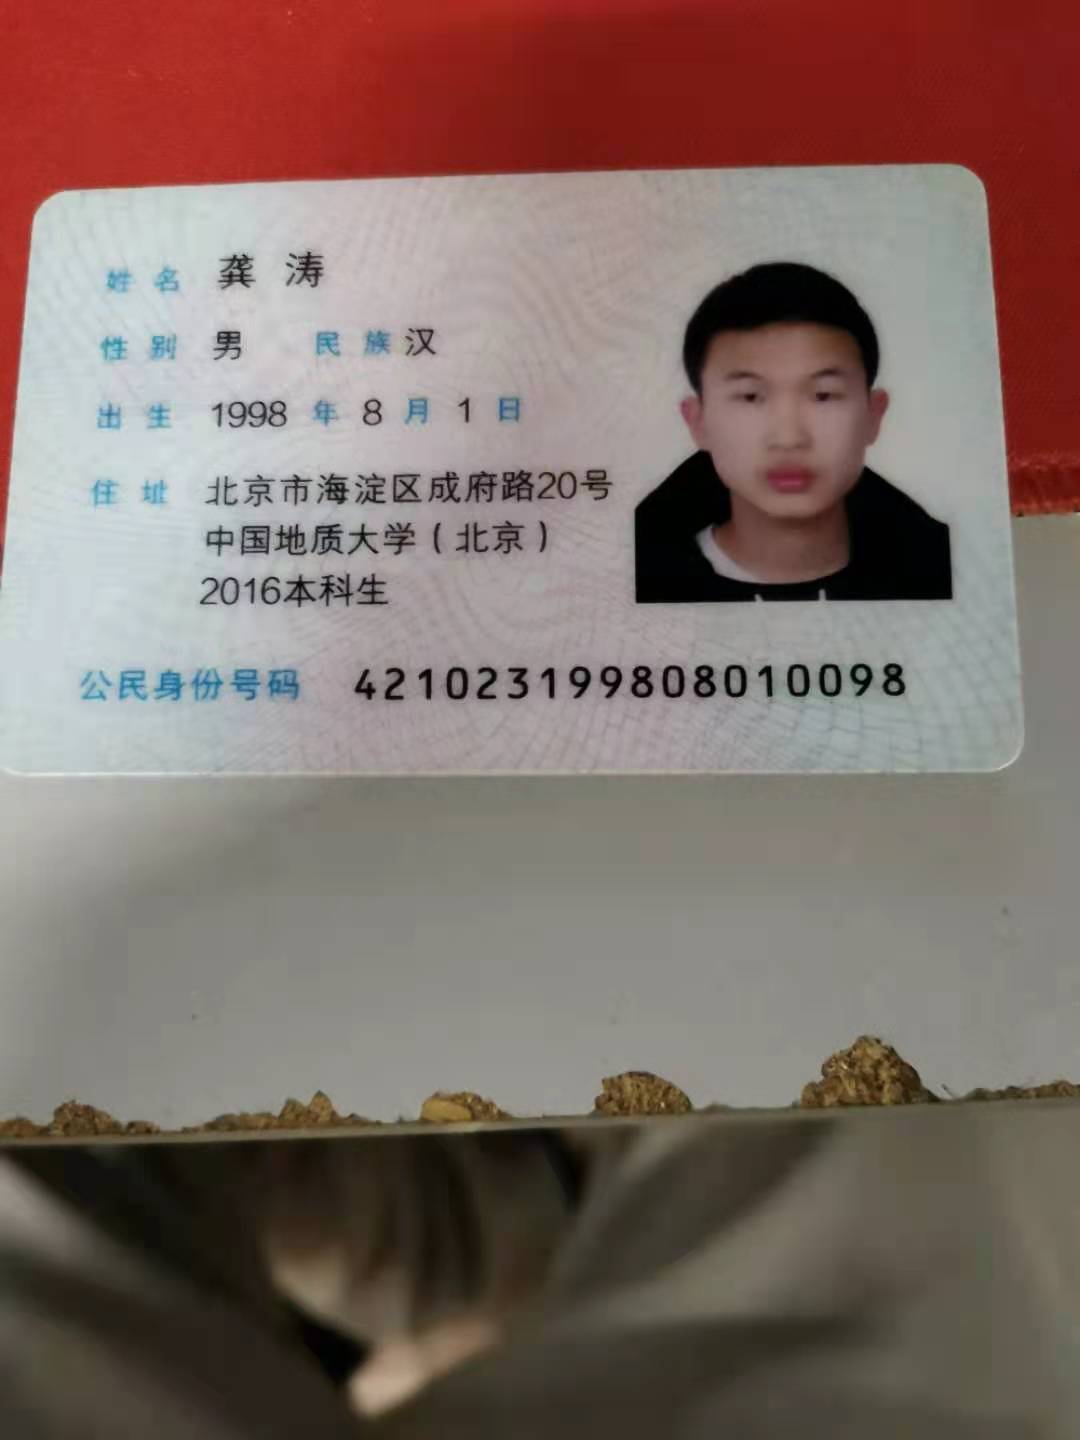 姓名 龚涛
性别 男 民族 汉
出生 1998 年 8 月 1 日
住址 北京市海淀区成府路20号
中国地质大学（北京）
2016本科生
公民身份号码 421023199808010098